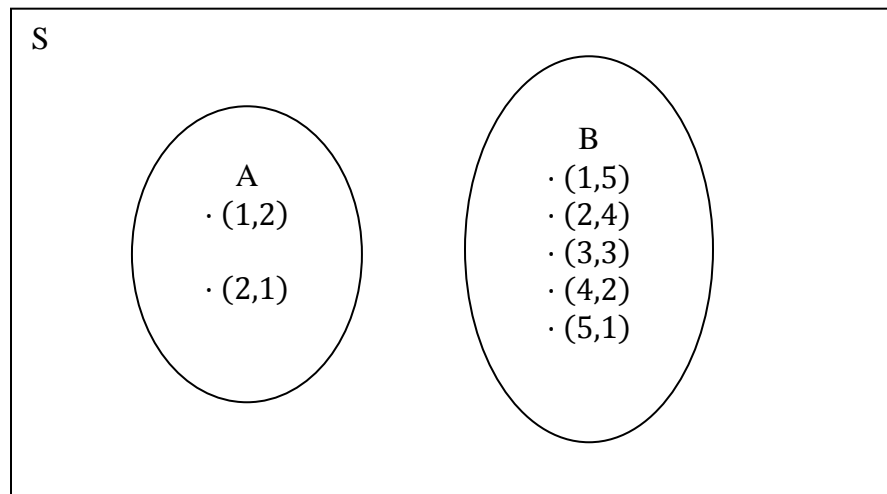 S
A
· (1,2)
· (2,1)
B
· (1,5)
· (2,4)
· (3,3)
· (4,2)
· (5,1)